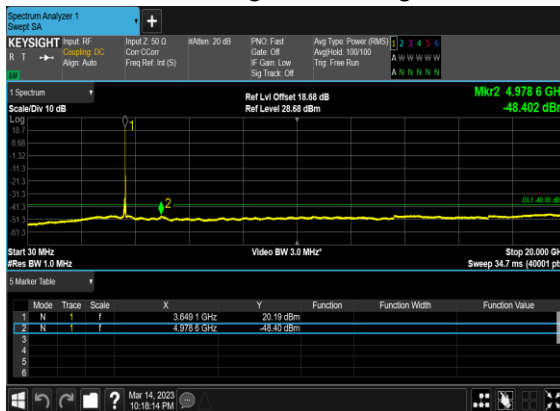 Spectrum Analyzer 1
Swept SA
KEYSIGHT Input: RF Input Z: 50 Ω #Atten: 20 dB PNO: Fast Avg Type: Power (RMS) 1 2 3 4 5 6
R T Coupling: DC Corr CCorr Gate: Off Avg|Hold: 100/100 A W W W W W
Align: Auto Freq Ref: Int (S) IF Gain: Low Trig: Free Run
Sig Track: Off A N N N N N
1 Spectrum Ref Lvl Offset 18.68 dB Mkr2 4.978 6 GH
Scale/Div 10 dB Ref Level 28.68 dBm -48.402 dBr
Log 1
18.7
8.68
-1.32
-11.3
-21.3
-31.3
-41.3 2 DL1 -40.00 dB
-51.3
-61.3
Start 30 MHz Video BW 3.0 MHz* Stop 20.000 GH
#Res BW 1.0 MHz Sweep 34.7 ms (40001 pt
5 Marker Table
Mode Trace Scale X Y Function Function Width Function Value
1 N 1 f 3.649 1 GHz 20.19 dBm
2 N 1 f 4.978 6 GHz -48.40 dBm
3
4
5
6
? Mar 14, 2023
10:18:14 PM